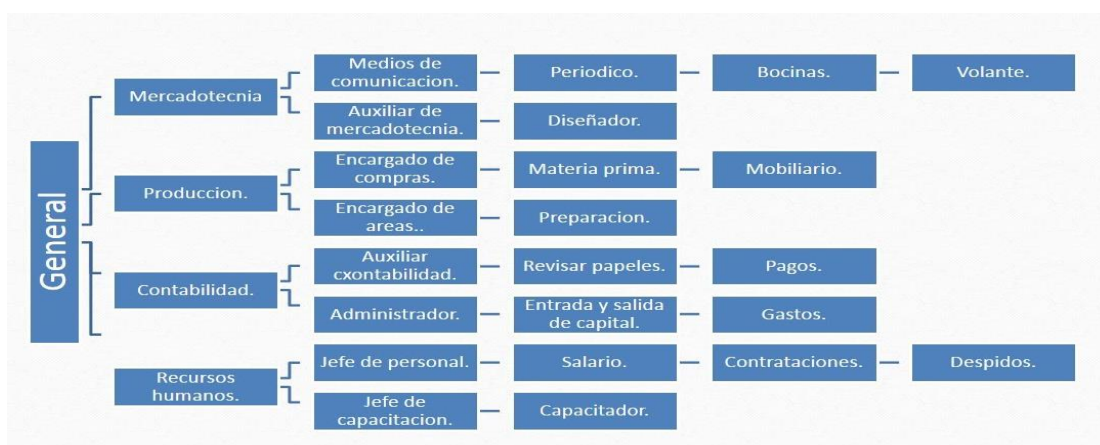 General
Mercadotecnia
Medios de
comunicacion.
Periodico.
Bocinas.
Volante.
Auxiliar de
mercadotecnia.
Diseñador.
Produccion.
Encargado de
compras.
Materia prima.
Mobiliario.
Encargado de
areas..
Preparacion.
Contabilidad.
Auxiliar
cxontabilidad.
Revisar papeles.
Pagos.
Administrador.
Entrada y salida
de capital.
Gastos.
Recursos
humanos.
Jefe de personal.
Salario.
Contrataciones.
Despidos.
Jefe de
capacitacion.
Capacitador.